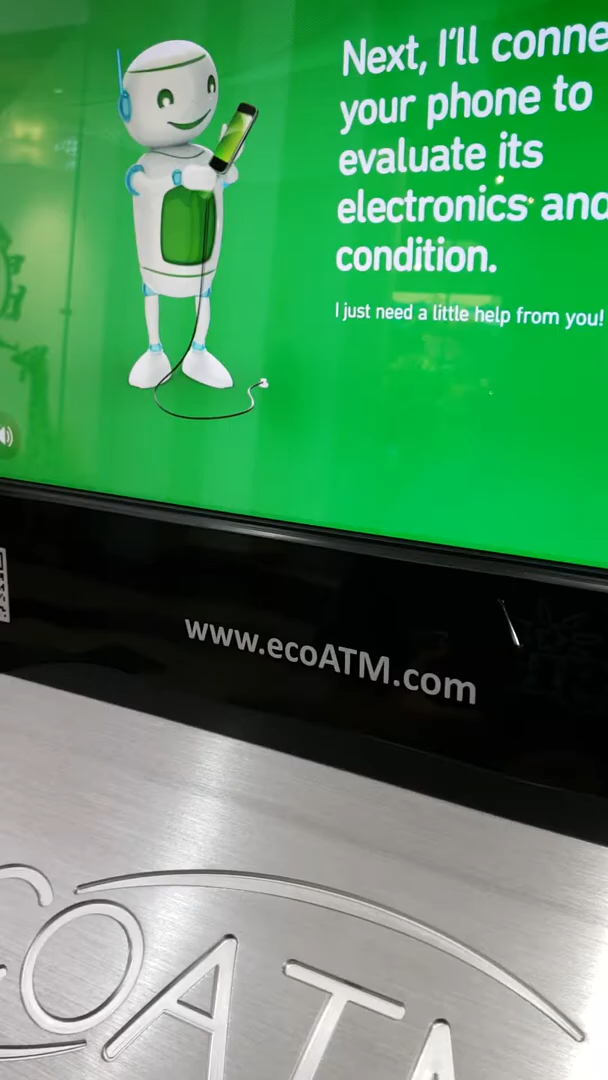 Next, I'll conne
your phone to
evaluate its
electronics and
condition.
I just need a little help from you!
www.ecoATM.com
COATA